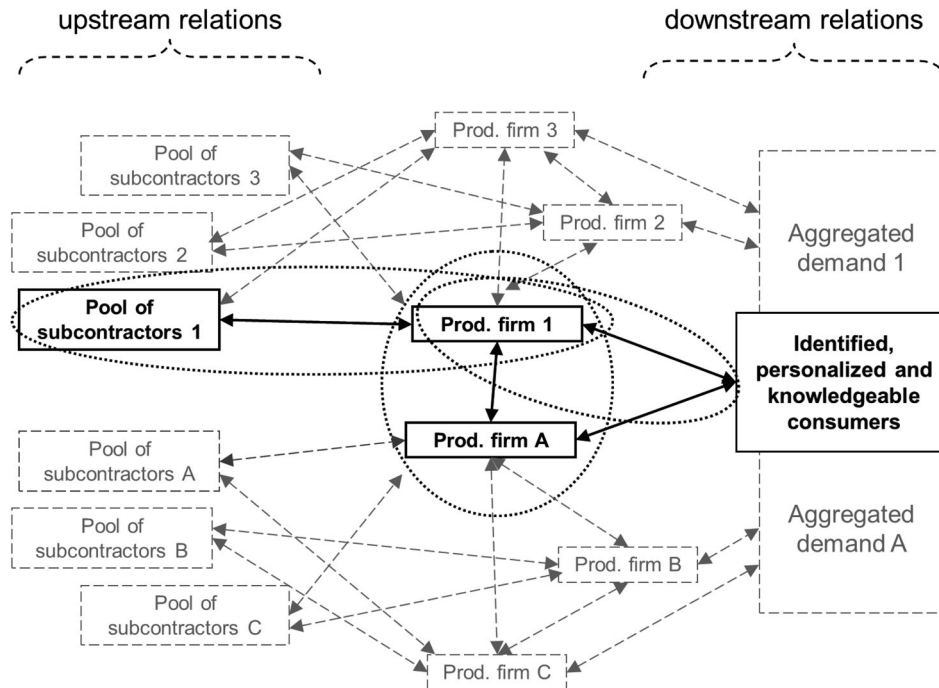 upstream relations
downstream relations
Prod. firm 3
Pool of
subcontractors 3
Pool of
subcontractors 2
Prod. firm 2
Aggregated
demand 1
Pool of
subcontractors 1
Prod. firm 1
Identified,
personalized and
knowledgeable
consumers
Prod. firm A
Pool of
subcontractors A
Pool of
subcontractors B
Aggregated
demand A
Prod. firm B
Pool of
subcontractors C
Prod. firm C